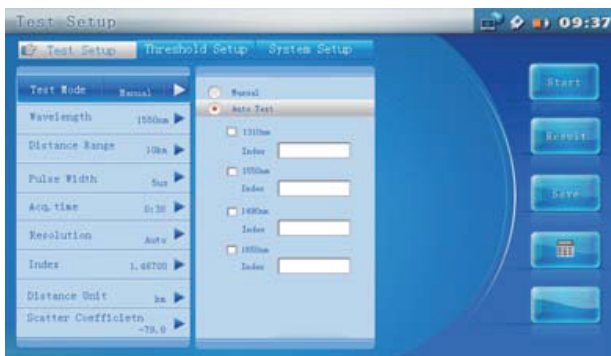 Test Setup
09:37
Test Setup
Threshold Setup
System Setup
Test Mode
Manual
Wavelength
1550nm
Distance Range
10km
Pulse Width
5us
Acq. time
0:30
Resolution
Auto
Index
1.46700
Distance Unit
km
Scatter Coefficietn
-79.0
Manual
Auto Test
1310nm
Index
1550nm
Index
1490nm
Index
Index
Start
Result
Save